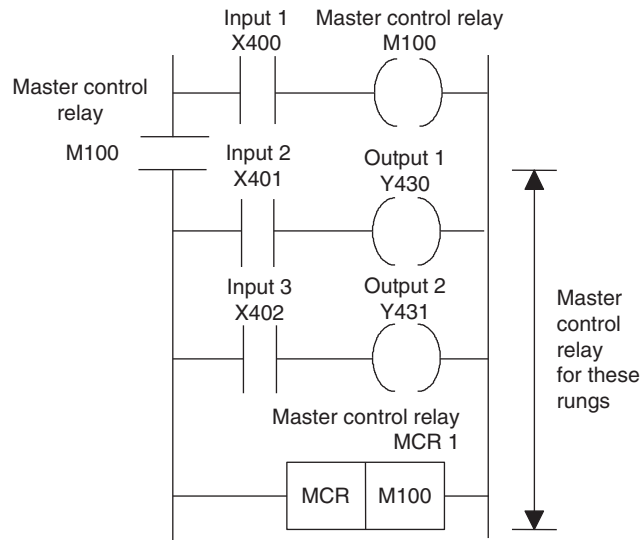 Input 1
X400
Master control relay
M100
Master control
relay
M100
Input 2
X401
Output 1
Y430
Input 3
X402
Output 2
Y431
Master
control
relay
for these
rungs
Master control relay
MCR 1
MCR
M100